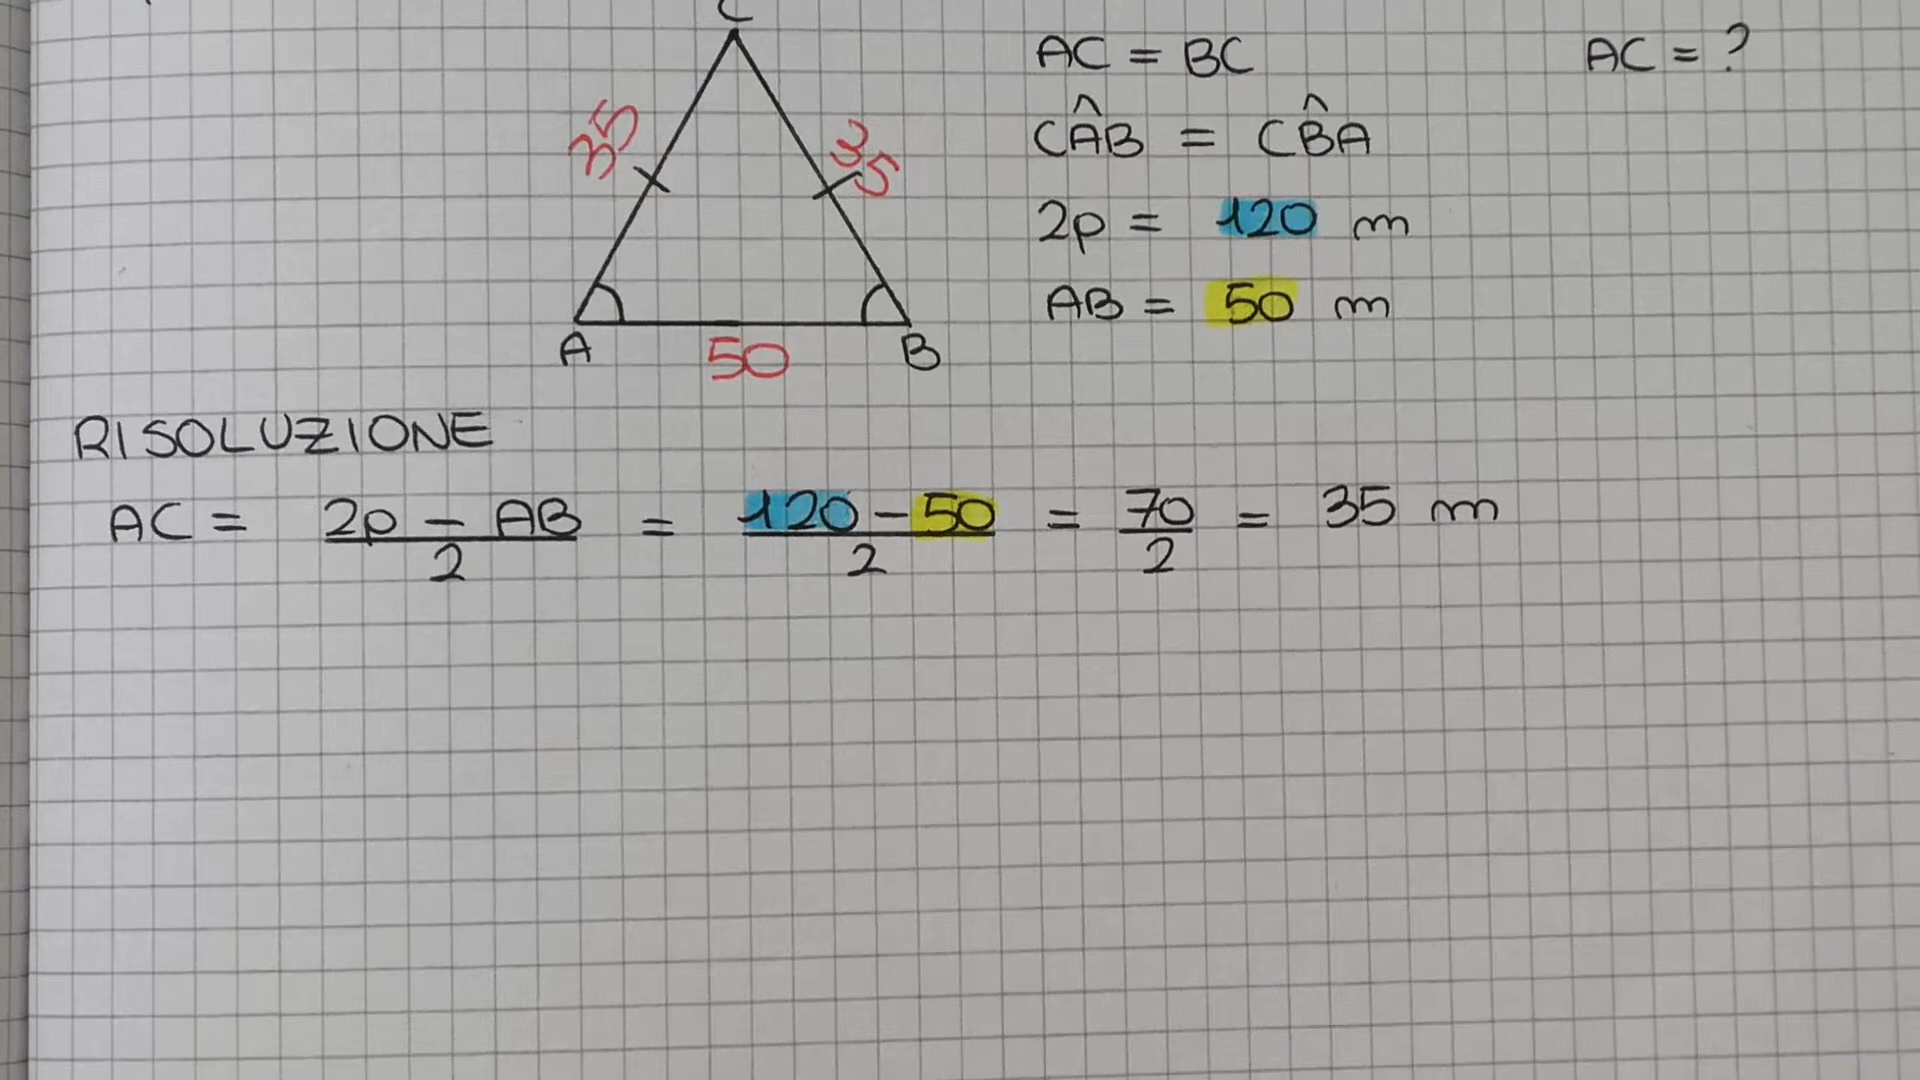 C
35
35
A
50
B
AC = BC
CÂB = CB̂A
2p = 120 m
AB = 50 m
AC = ?
RISOLUZIONE
AC = 2p - AB / 2 = 120 - 50 / 2 = 70 / 2 = 35 m